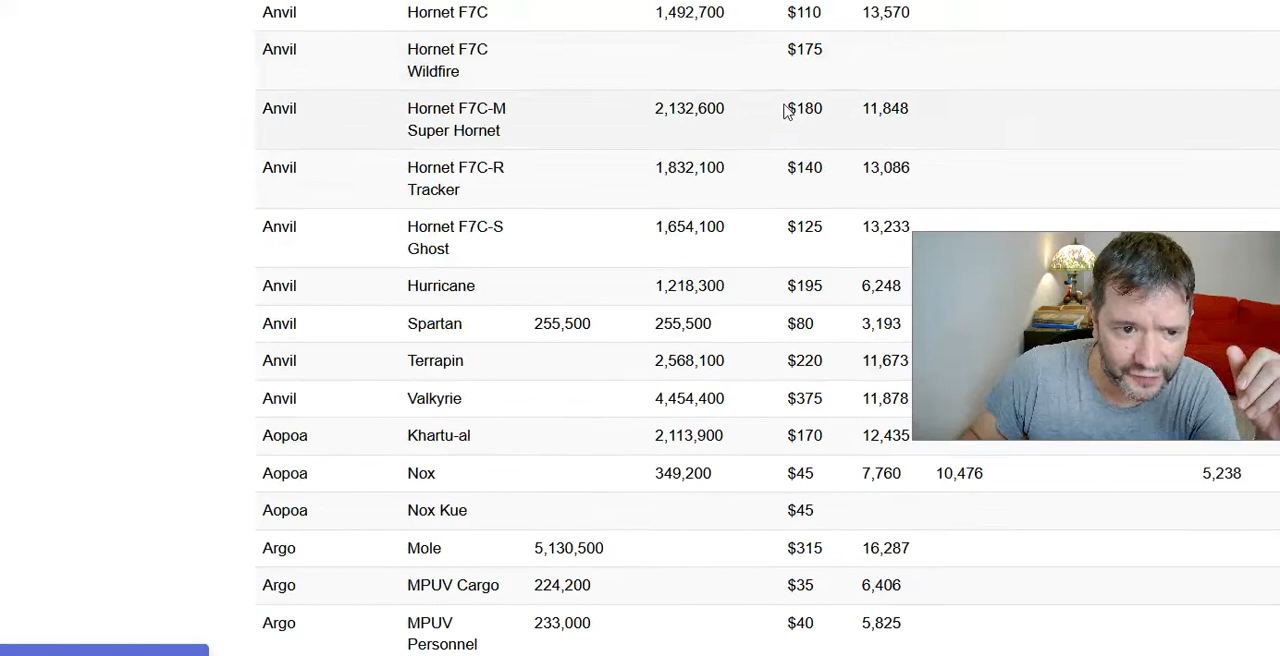 Anvil Hornet F7C 1,492,700 $110 13,570
Anvil Hornet F7C $175
Wildfire
Anvil Hornet F7C-M 2,132,600 $180 11,848
Super Hornet
Anvil Hornet F7C-R 1,832,100 $140 13,086
Tracker
Anvil Hornet F7C-S 1,654,100 $125 13,233
Ghost
Anvil Hurricane 1,218,300 $195 6,248
Anvil Spartan 255,500 255,500 $80 3,193
Anvil Terrapin 2,568,100 $220 11,673
Anvil Valkyrie 4,454,400 $375 11,878
Aopoa Khartu-al 2,113,900 $170 12,435
Aopoa Nox 349,200 $45 7,760 10,476 5,238
Aopoa Nox Kue $45
Argo Mole 5,130,500 $315 16,287
Argo MPUV Cargo 224,200 $35 6,406
Argo MPUV 233,000 $40 5,825
Personnel